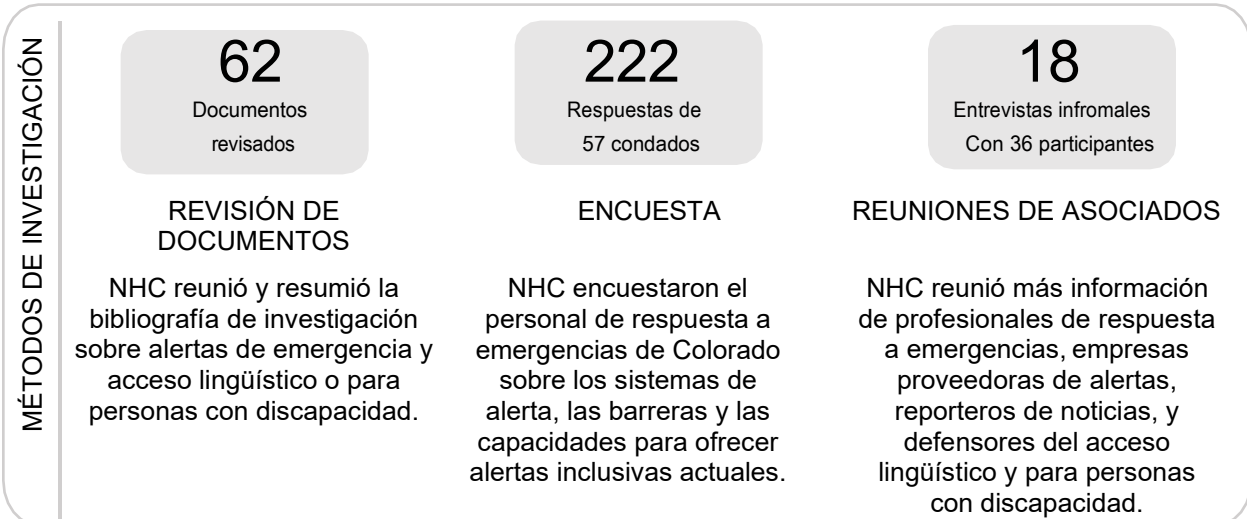 MÉTODOS DE INVESTIGACIÓN
62
Documentos
revisados
REVISIÓN DE
DOCUMENTOS
NHC reunió y resumió la
bibliografía de investigación
sobre alertas de emergencia y
acceso lingüístico o para
personas con discapacidad.
222
Respuestas de
57 condados
ENCUESTA
NHC encuestaron el
personal de respuesta a
emergencias de Colorado
sobre los sistemas de
alerta, las barreras y las
capacidades para ofrecer
alertas inclusivas actuales.
18
Entrevistas infromales
Con 36 participantes
REUNIONES DE ASOCIADOS
NHC reunió más información
de profesionales de respuesta
a emergencias, empresas
proveedoras de alertas,
reporteros de noticias, y
defensores del acceso
lingüístico y para personas
con discapacidad.